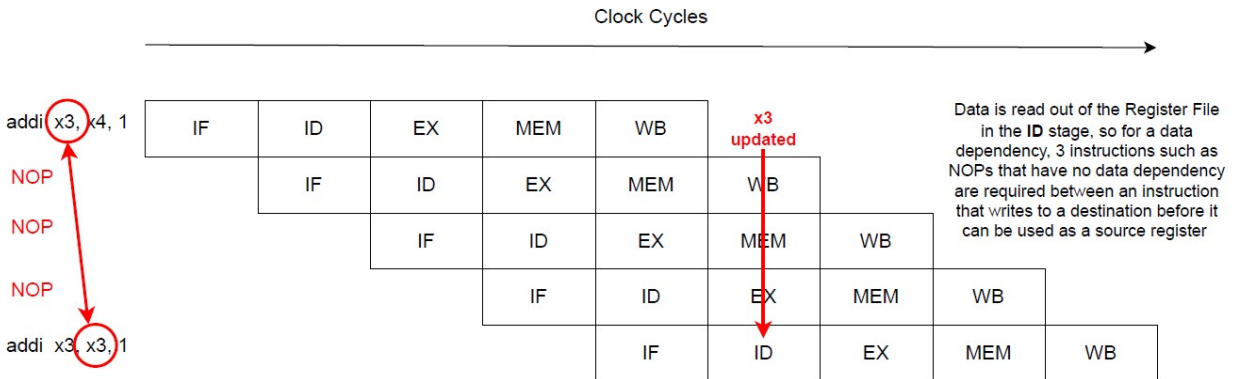 Clock Cycles
addi x3, x4, 1
IF ID EX MEM WB
x3
updated
Data is read out of the Register File
in the ID stage, so for a data
dependency, 3 instructions such as
NOPs that have no data dependency
are required between an instruction
that writes to a destination before it
can be used as a source register
NOP
IF ID EX MEM WB
NOP
IF ID EX MEM WB
NOP
IF ID EX MEM WB
addi x3, x3, 1
IF ID EX MEM WB